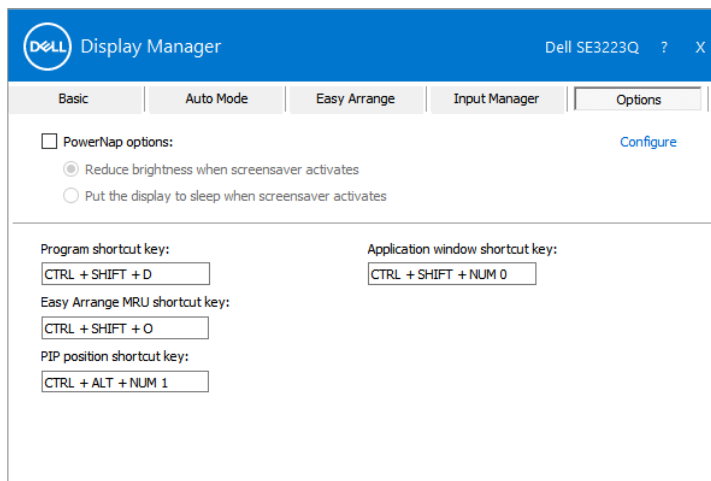 DELL Display Manager Dell SE3223Q ? X
Basic Auto Mode Easy Arrange Input Manager Options
PowerNap options: Configure
Reduce brightness when screensaver activates
Put the display to sleep when screensaver activates
Program shortcut key: Application window shortcut key:
CTRL + SHIFT + D CTRL + SHIFT + NUM 0
Easy Arrange MRU shortcut key:
CTRL + SHIFT + O
PIP position shortcut key:
CTRL + ALT + NUM 1